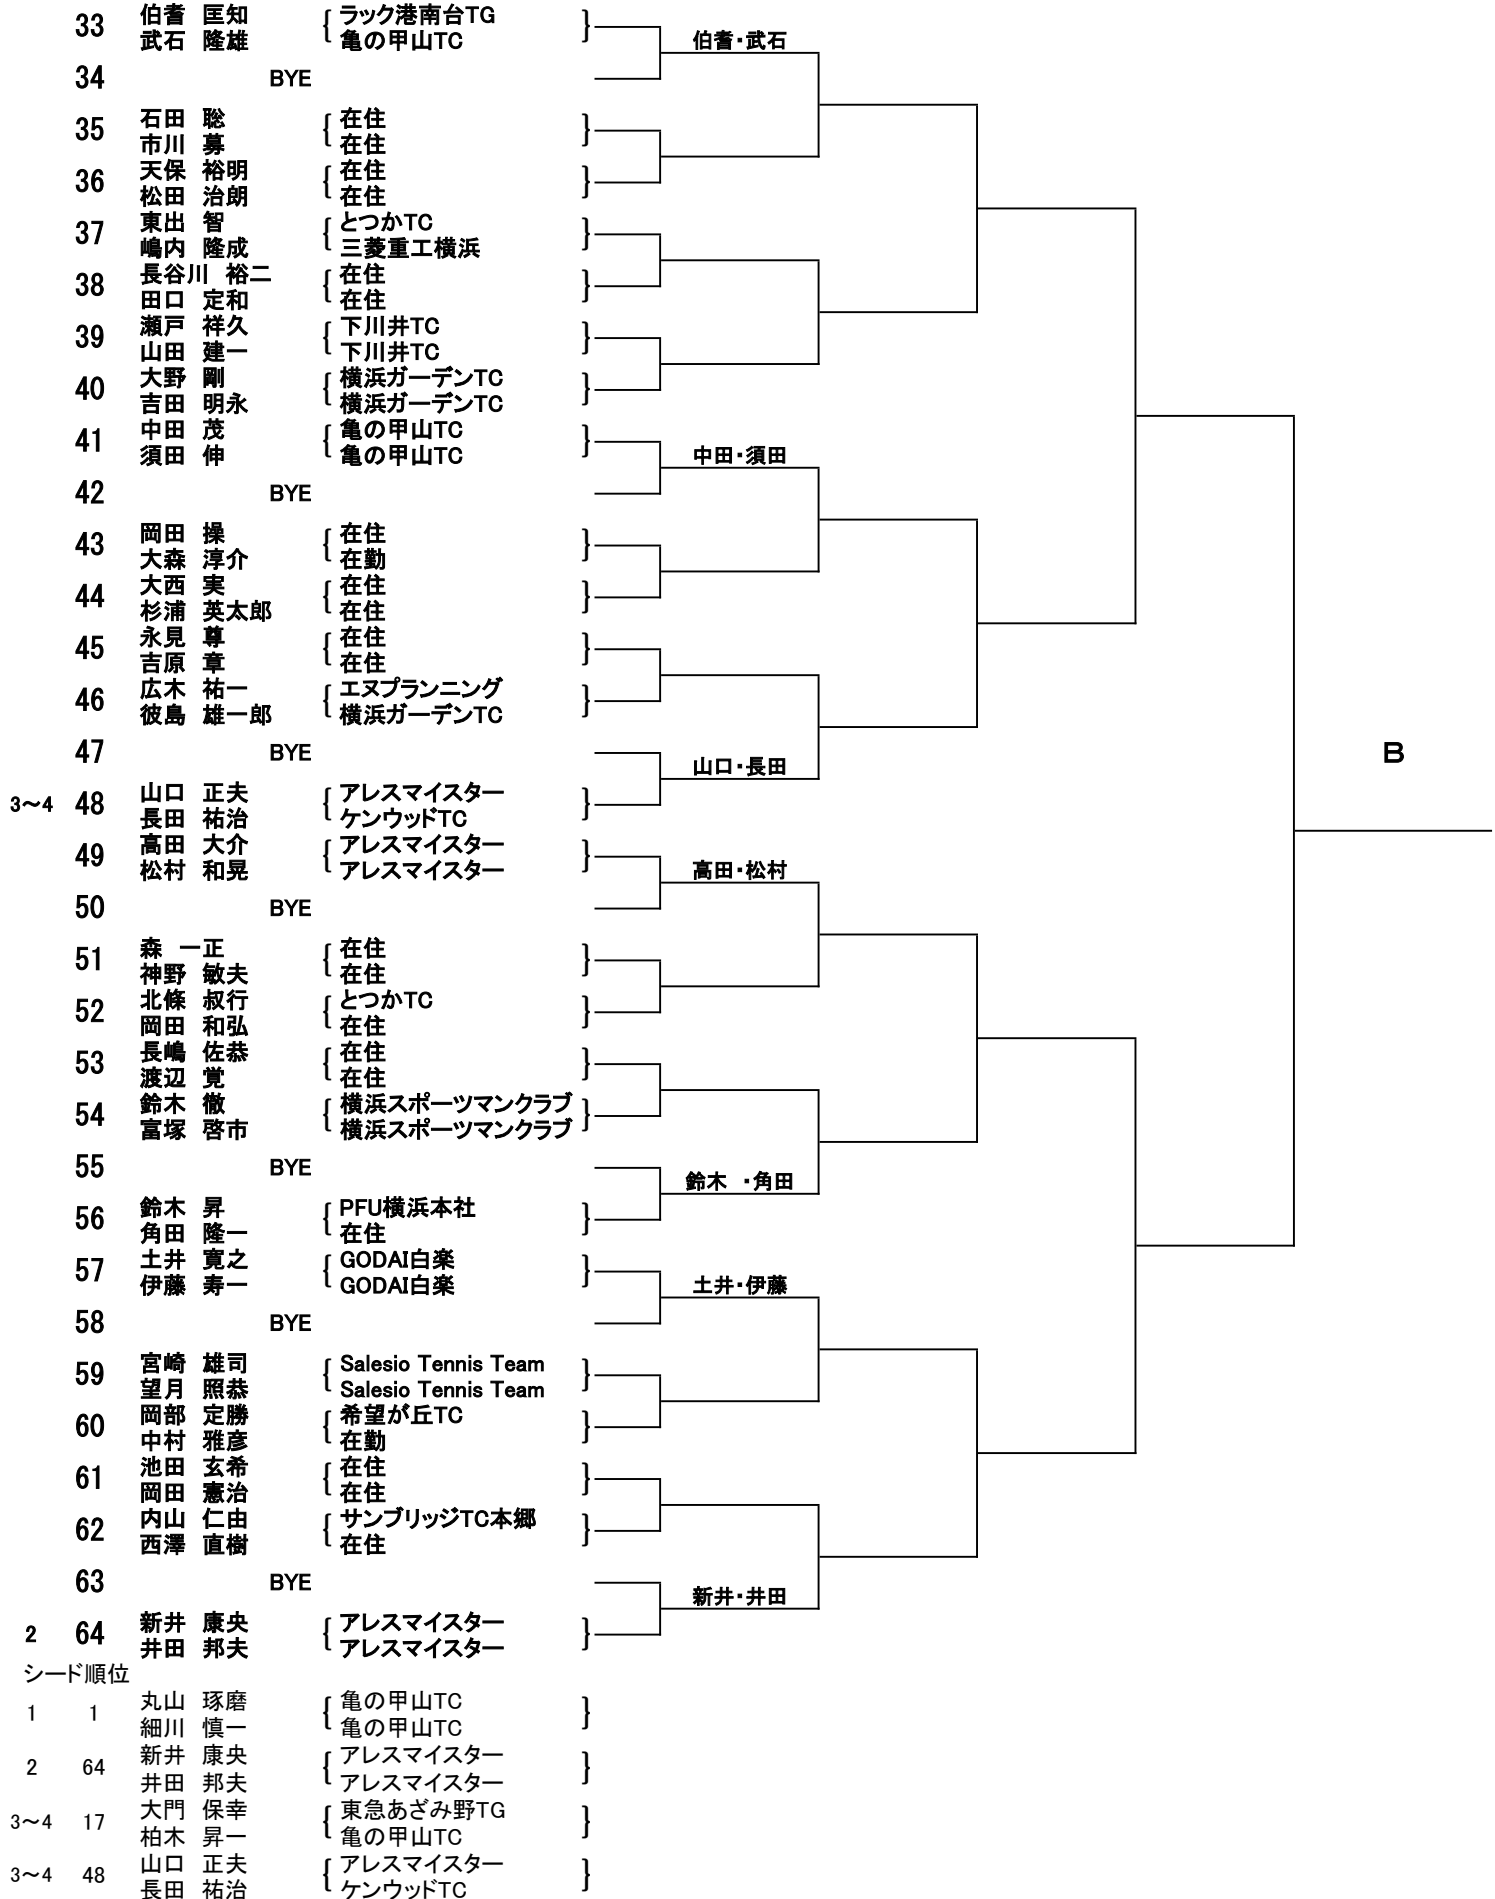 33 伯耆 匡知 { ラック港南台TG }
武石 隆雄 亀の甲山TC
伯耆・武石
34 BYE
35 石田 聡 { 在住 }
市川 募 在住
36 天保 裕明 { 在住 }
松田 治朗 在住
37 東出 智 { とつかTC }
嶋内 隆成 三菱重工横浜
38 長谷川 裕二 { 在住 }
田口 定和 在住
39 瀬戸 祥久 { 下川井TC }
山田 建一 下川井TC
40 大野 剛 { 横浜ガーデンTC }
吉田 明永 横浜ガーデンTC
41 中田 茂 { 亀の甲山TC }
須田 伸 亀の甲山TC
中田・須田
42 BYE
43 岡田 操 { 在住 }
大森 淳介 在勤
44 大西 実 { 在住 }
杉浦 英太郎 在住
45 永見 尊 { 在住 }
吉原 章 在住
46 広木 祐一 { エヌプランニング }
彼島 雄一郎 横浜ガーデンTC
47 BYE
B
山口・長田
3～4 48 山口 正夫 { アレスマイスター }
長田 祐治 ケンウッドTC
49 高田 大介 { アレスマイスター }
松村 和晃 アレスマイスター
高田・松村
50 BYE
51 森 一正 { 在住 }
神野 敏夫 在住
52 北條 叔行 { とつかTC }
岡田 和弘 在住
53 長嶋 佐恭 { 在住 }
渡辺 覚 在住
54 鈴木 徹 { 横浜スポーツマンクラブ }
富塚 啓市 横浜スポーツマンクラブ
55 BYE
鈴木 ・角田
56 鈴木 昇 { PFU横浜本社 }
角田 隆一 在住
57 土井 寛之 { GODAI白楽 }
伊藤 寿一 GODAI白楽
土井・伊藤
58 BYE
59 宮崎 雄司 { Salesio Tennis Team }
望月 照恭 Salesio Tennis Team
60 岡部 定勝 { 希望が丘TC }
中村 雅彦 在勤
61 池田 玄希 { 在住 }
岡田 憲治 在住
62 内山 仁由 { サンブリッジTC本郷 }
西澤 直樹 在住
63 BYE
新井・井田
2 64 新井 康央 { アレスマイスター }
井田 邦夫 アレスマイスター
シード順位
1 1 丸山 琢磨 { 亀の甲山TC }
細川 慎一 亀の甲山TC
2 64 新井 康央 { アレスマイスター }
井田 邦夫 アレスマイスター
3～4 17 大門 保幸 { 東急あざみ野TG }
柏木 昇一 亀の甲山TC
3～4 48 山口 正夫 { アレスマイスター }
長田 祐治 ケンウッドTC